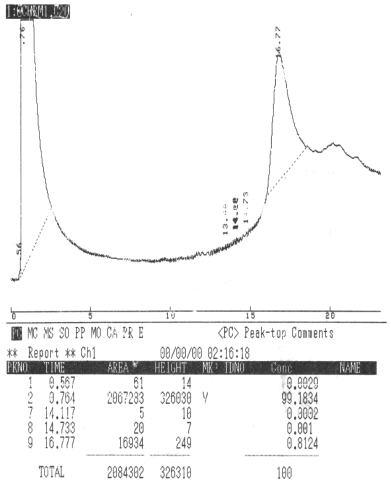 .76
16.77
.56
14.73
0 5 10 15 20
MC MS SO PP MO CA PR E <PC> Peak-top Comments
** Report ** Ch1 00/00/00 02:16:18
PKNO TIME AREA HEIGHT MK IDNO Conc NAME
1 0.567 61 14 0.0029
2 0.764 2067283 326030 V 99.1834
7 14.117 5 10 0.0002
8 14.733 20 7 0.001
9 16.777 16934 249 0.8124
TOTAL 2084302 326310 100